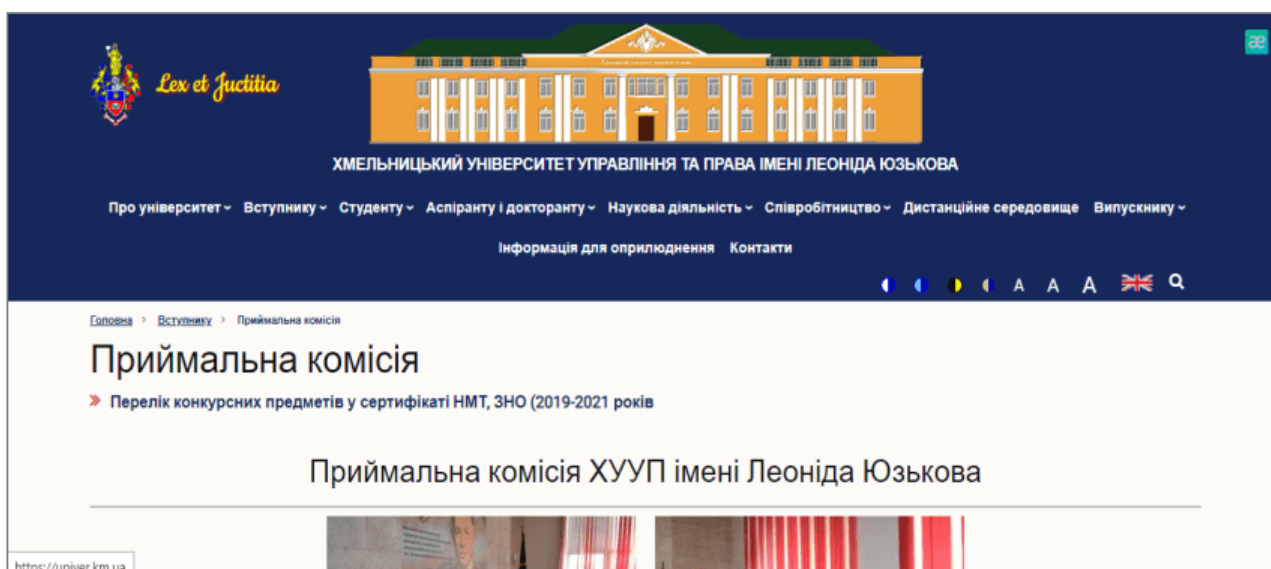 Lex et Juctitia
æ
ХМЕЛЬНИЦЬКИЙ УНІВЕРСИТЕТ УПРАВЛІННЯ ТА ПРАВА ІМЕНІ ЛЕОНІДА ЮЗЬКОВА
Про університет Вступнику Студенту Аспіранту і докторанту Наукова діяльність Співробітництво Дистанційне середовище Випускнику
Інформація для оприлюднення Контакти
A A A
Головна > Вступнику > Приймальна комісія
Приймальна комісія
» Перелік конкурсних предметів у сертифікаті НМТ, ЗНО (2019-2021 років
Приймальна комісія ХУУП імені Леоніда Юзькова
https://univer.km.ua